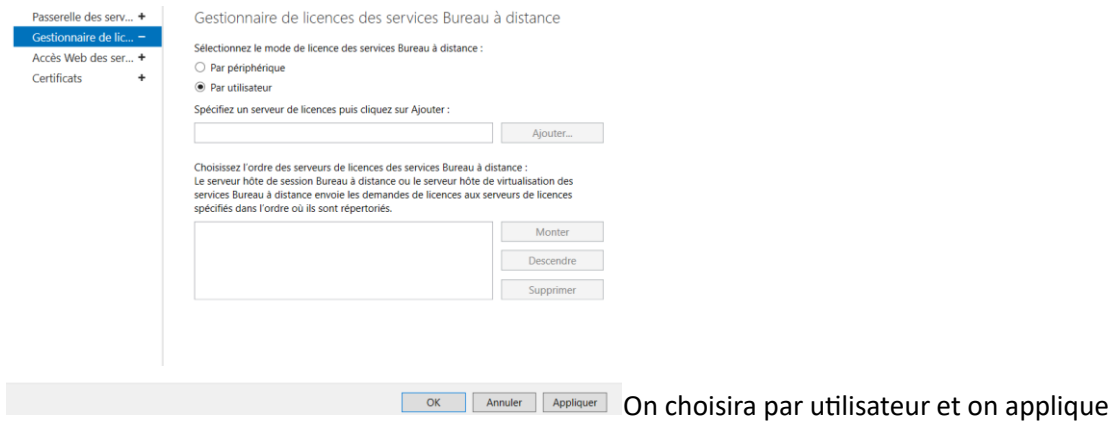 Passerelle des serv... +
Gestionnaire de lic... –
Accès Web des ser... +
Certificats +
Gestionnaire de licences des services Bureau à distance
Sélectionnez le mode de licence des services Bureau à distance :
Par périphérique
Par utilisateur
Spécifiez un serveur de licences puis cliquez sur Ajouter :
Ajouter...
Choisissez l'ordre des serveurs de licences des services Bureau à distance :
Le serveur hôte de session Bureau à distance ou le serveur hôte de virtualisation des
services Bureau à distance envoie les demandes de licences aux serveurs de licences
spécifiés dans l'ordre où ils sont répertoriés.
Monter
Descendre
Supprimer
OK Annuler Appliquer On choisira par utilisateur et on applique